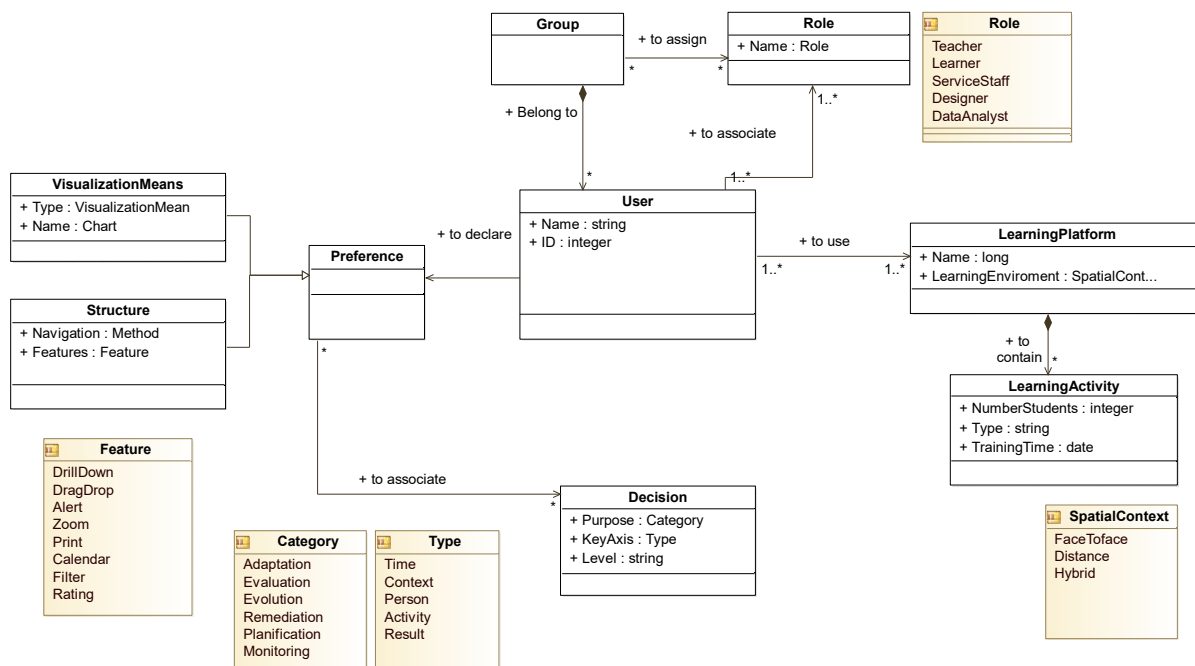 Group
+ to assign
*
*
Role
+ Name : Role
Role
Teacher
Learner
ServiceStaff
Designer
DataAnalyst
+ Belong to
*
1..*
+ to associate
1..*
VisualizationMeans
+ Type : VisualizationMean
+ Name : Chart
User
+ Name : string
+ ID : integer
+ to declare
Preference
*
+ to use
1..*
1..*
LearningPlatform
+ Name : long
+ LearningEnviroment : SpatialCont...
Structure
+ Navigation : Method
+ Features : Feature
+ to
contain
*
LearningActivity
+ NumberStudents : integer
+ Type : string
+ TrainingTime : date
Feature
DrillDown
DragDrop
Alert
Zoom
Print
Calendar
Filter
Rating
+ to associate
*
Decision
+ Purpose : Category
+ KeyAxis : Type
+ Level : string
Category
Adaptation
Evaluation
Evolution
Remediation
Planification
Monitoring
Type
Time
Context
Person
Activity
Result
SpatialContext
FaceToface
Distance
Hybrid